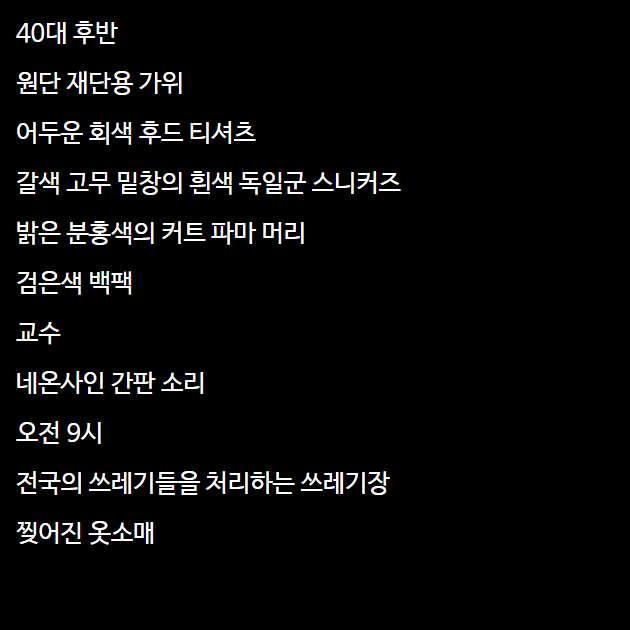 40대 후반
원단 재단용 가위
어두운 회색 후드 티셔츠
갈색 고무 밑창의 흰색 독일군 스니커즈
밝은 분홍색의 커트 파마 머리
검은색 백팩
교수
네온사인 간판 소리
오전 9시
전국의 쓰레기들을 처리하는 쓰레기장
찢어진 옷소매